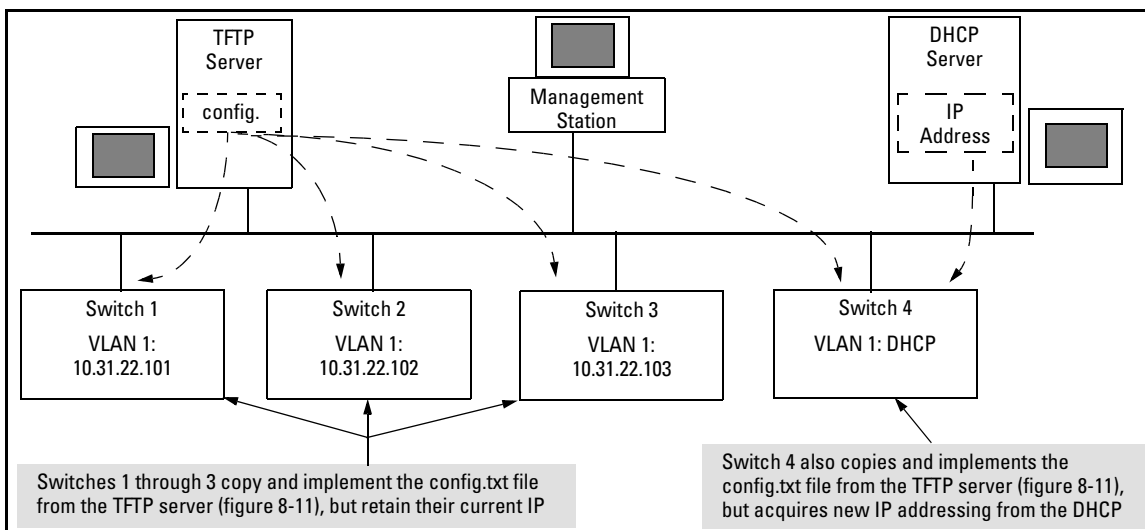 TFTP
Server
config.
Management
Station
DHCP
Server
IP
Address
Switch 1
VLAN 1:
10.31.22.101
Switch 2
VLAN 1:
10.31.22.102
Switch 3
VLAN 1:
10.31.22.103
Switch 4
VLAN 1: DHCP
Switches 1 through 3 copy and implement the config.txt file
from the TFTP server (figure 8-11), but retain their current IP
Switch 4 also copies and implements the
config.txt file from the TFTP server (figure 8-11),
but acquires new IP addressing from the DHCP